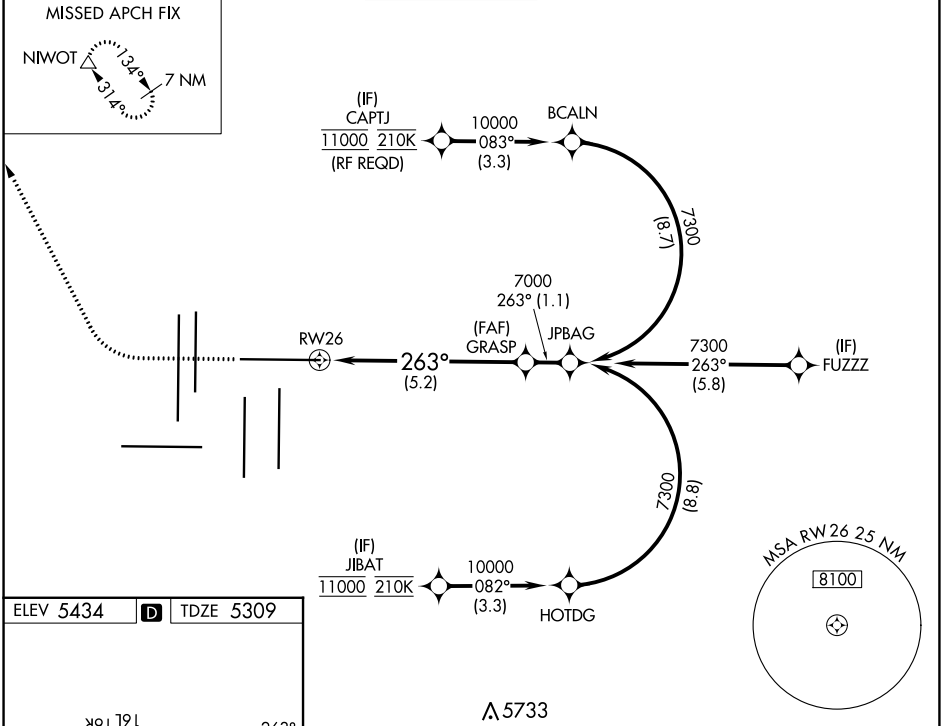 MISSED APCH FIX
NIWOT
134°
314°
7 NM
(IF)
CAPTJ
11000 210K
(RF REQD)
10000
083°
(3.3)
BCALN
7300
(8.7)
7000
263° (1.1)
(FAF)
GRASP
JPBAG
RW26
263°
(5.2)
7300
263°
(5.8)
(IF)
FUZZZ
7300
(8.8)
(IF)
JIBAT
11000 210K
10000
082°
(3.3)
HOTDG
MSA RW26 25 NM
8100
ELEV 5434 D TDZE 5309
5733
16L 16R
263°